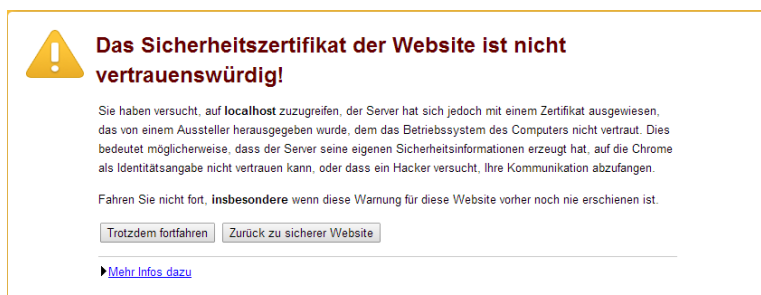 Das Sicherheitszertifikat der Website ist nicht
vertrauenswürdig!
Sie haben versucht, auf localhost zuzugreifen, der Server hat sich jedoch mit einem Zertifikat ausgewiesen,
das von einem Aussteller herausgegeben wurde, dem das Betriebssystem des Computers nicht vertraut. Dies
bedeutet möglicherweise, dass der Server seine eigenen Sicherheitsinformationen erzeugt hat, auf die Chrome
als Identitätsangabe nicht vertrauen kann, oder dass ein Hacker versucht, Ihre Kommunikation abzufangen.
Fahren Sie nicht fort, insbesondere wenn diese Warnung für diese Website vorher noch nie erschienen ist.
Trotzdem fortfahren Zurück zu sicherer Website
Mehr Infos dazu